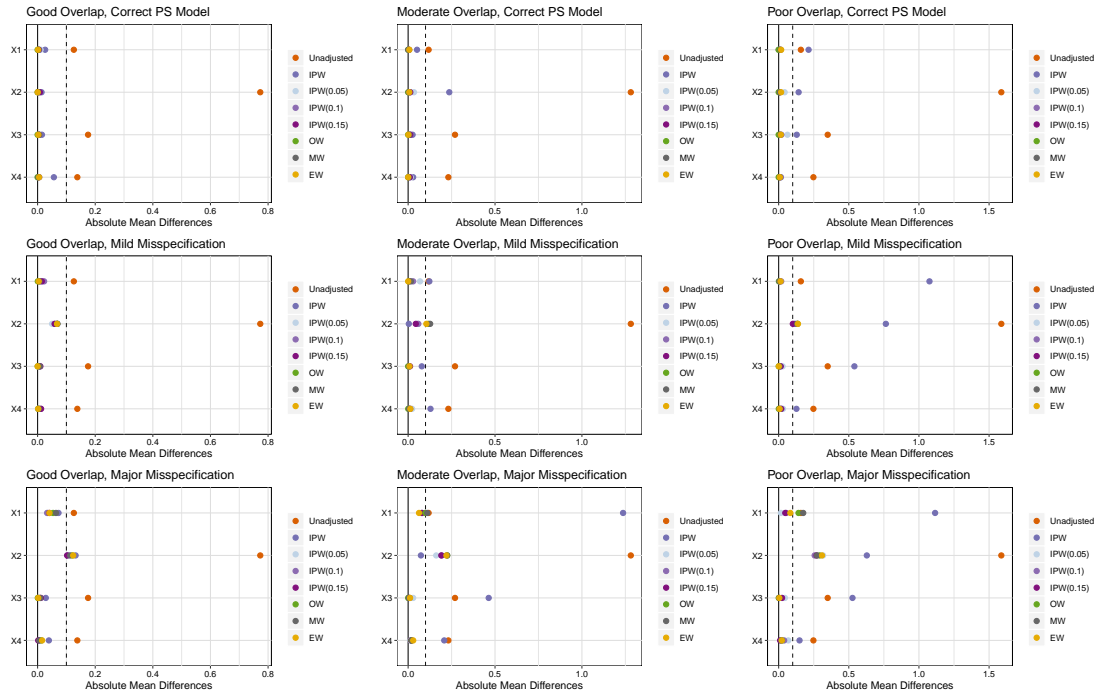 Good Overlap, Correct PS Model
X1
X2
X3
X4
0.0 0.2 0.4 0.6 0.8
Absolute Mean Differences
Unadjusted
IPW
IPW(0.05)
IPW(0.1)
IPW(0.15)
OW
MW
EW
Moderate Overlap, Correct PS Model
X1
X2
X3
X4
0.0 0.5 1.0
Absolute Mean Differences
Unadjusted
IPW
IPW(0.05)
IPW(0.1)
IPW(0.15)
OW
MW
EW
Poor Overlap, Correct PS Model
X1
X2
X3
X4
0.0 0.5 1.0 1.5
Absolute Mean Differences
Unadjusted
IPW
IPW(0.05)
IPW(0.1)
IPW(0.15)
OW
MW
EW
Good Overlap, Mild Misspecification
X1
X2
X3
X4
0.0 0.2 0.4 0.6 0.8
Absolute Mean Differences
Unadjusted
IPW
IPW(0.05)
IPW(0.1)
IPW(0.15)
OW
MW
EW
Moderate Overlap, Mild Misspecification
X1
X2
X3
X4
0.0 0.5 1.0
Absolute Mean Differences
Unadjusted
IPW
IPW(0.05)
IPW(0.1)
IPW(0.15)
OW
MW
EW
Poor Overlap, Mild Misspecification
X1
X2
X3
X4
0.0 0.5 1.0 1.5
Absolute Mean Differences
Unadjusted
IPW
IPW(0.05)
IPW(0.1)
IPW(0.15)
OW
MW
EW
Good Overlap, Major Misspecification
X1
X2
X3
X4
0.0 0.2 0.4 0.6 0.8
Absolute Mean Differences
Unadjusted
IPW
IPW(0.05)
IPW(0.1)
IPW(0.15)
OW
MW
EW
Moderate Overlap, Major Misspecification
X1
X2
X3
X4
0.0 0.5 1.0
Absolute Mean Differences
Unadjusted
IPW
IPW(0.05)
IPW(0.1)
IPW(0.15)
OW
MW
EW
Poor Overlap, Major Misspecification
X1
X2
X3
X4
0.0 0.5 1.0 1.5
Absolute Mean Differences
Unadjusted
IPW
IPW(0.05)
IPW(0.1)
IPW(0.15)
OW
MW
EW